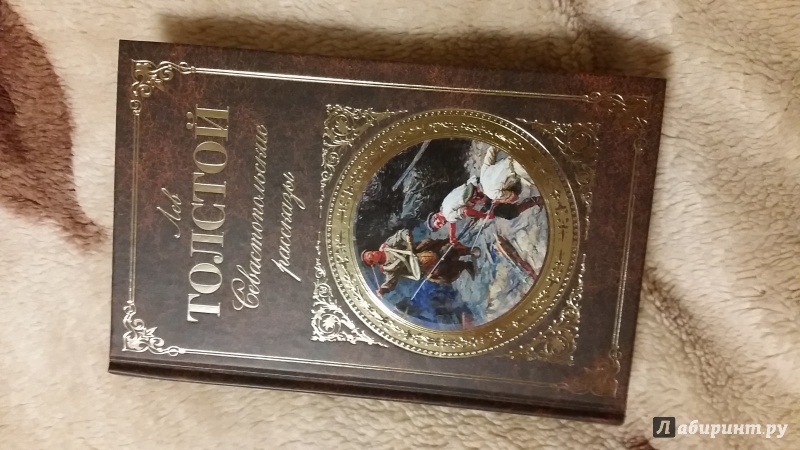 Лев
ТОЛСТОЙ
Севастопольские
рассказы
Лабиринт.ру